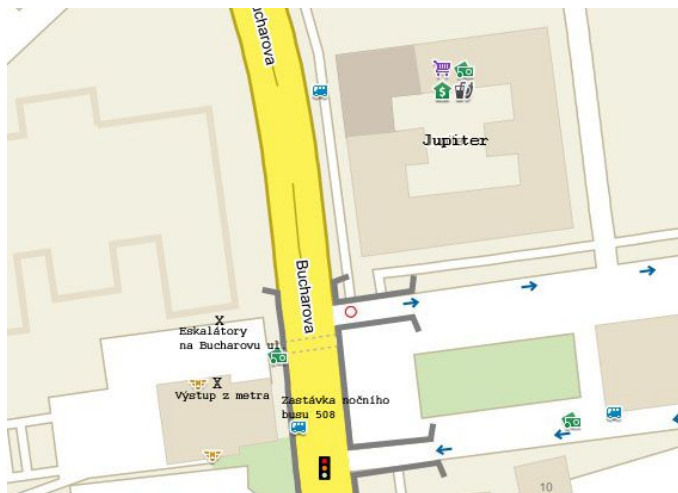 Bucharova
Jupiter
Bucharova
X
Eskalátory
na Bucharovu ul.
X
Výstup z metra
Zastávka nočního
busu 508
10